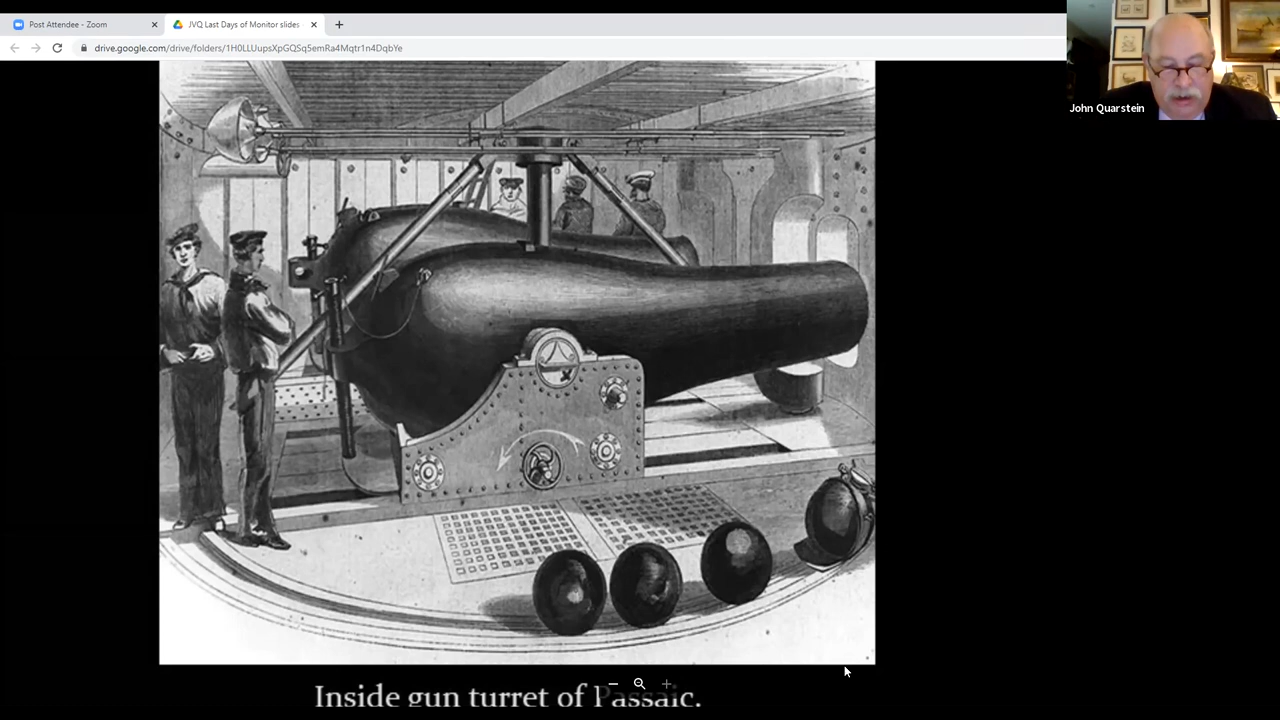 Post Attendee - Zoom
JVQ Last Days of Monitor slides
drive.google.com/drive/folders/1H0LLUupsXpGQSq5emRa4Mqtr1n4DqbYe
John Quarstein
Inside gun turret of Passaic.